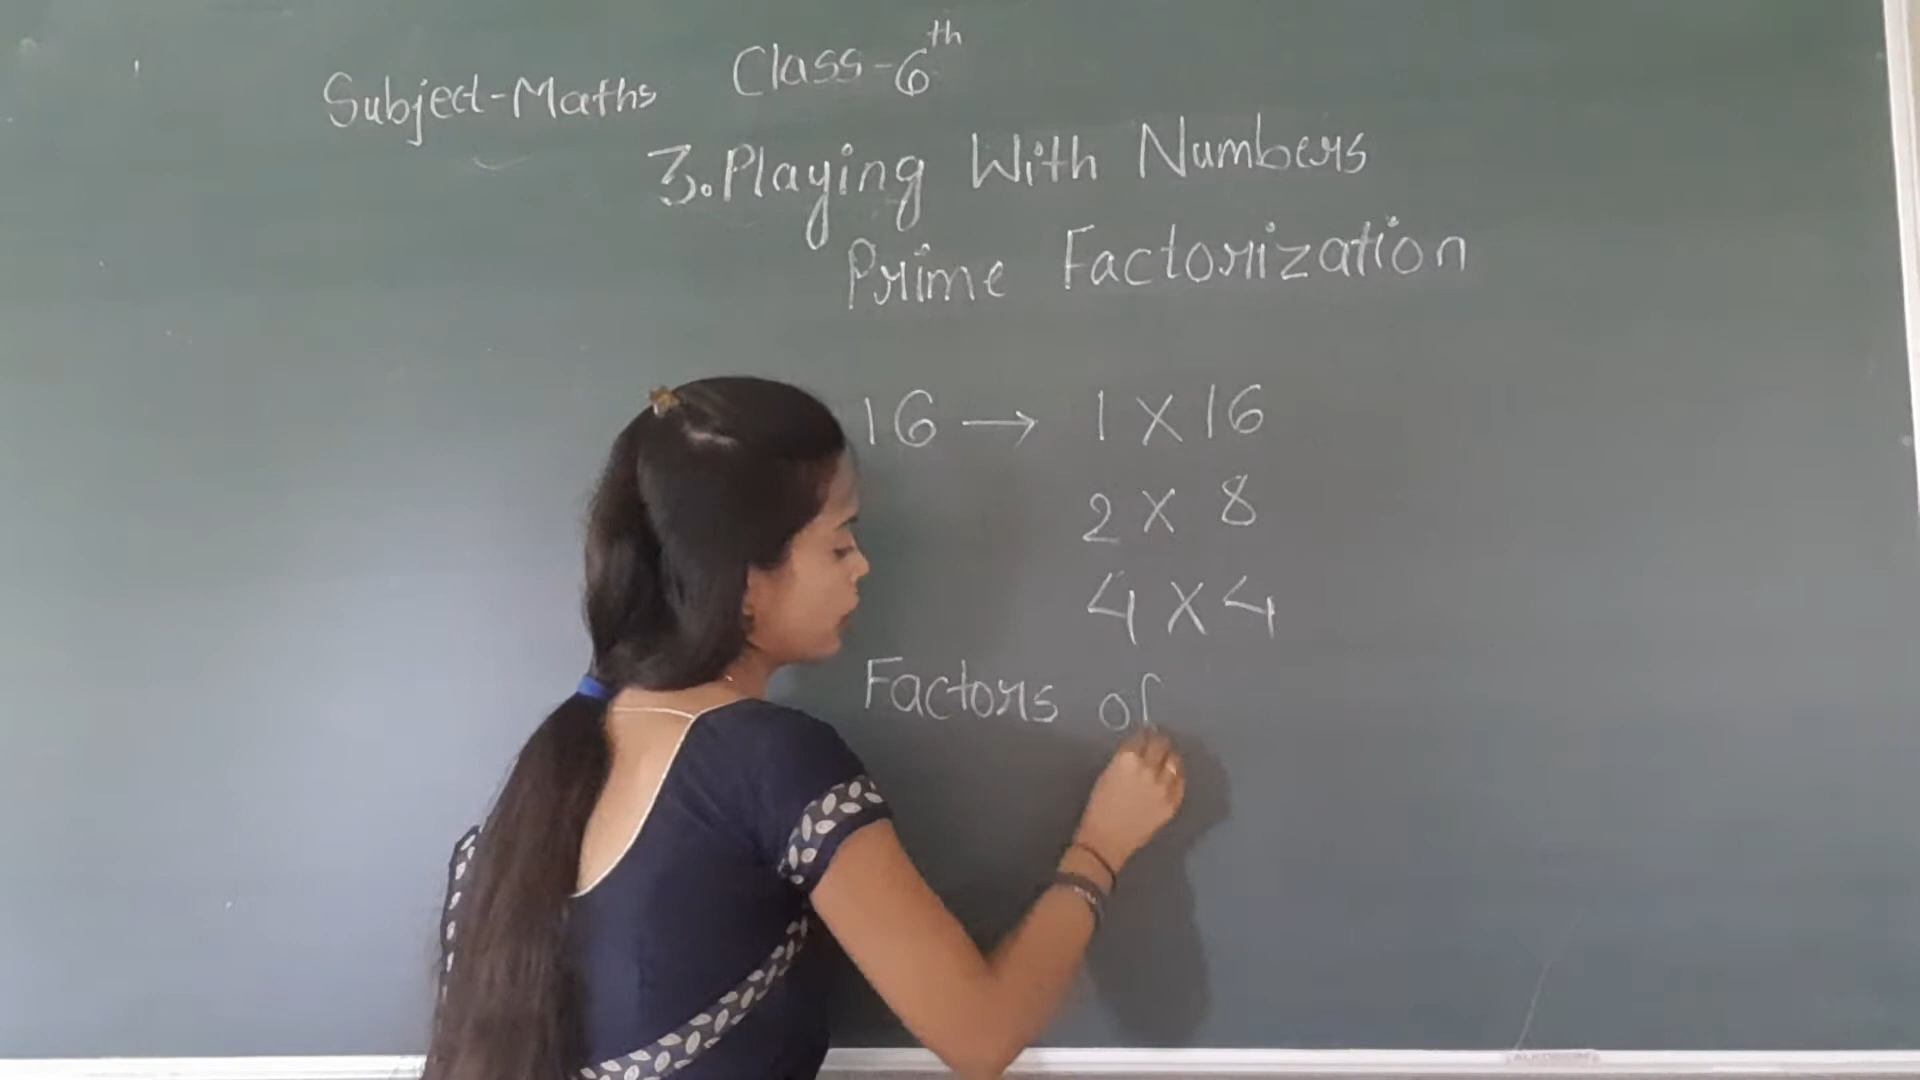 Subject-Maths Class-6th
3. Playing With Numbers
Prime Factorization
16 → 1 X 16
2 X 8
4 X 4
Factors of